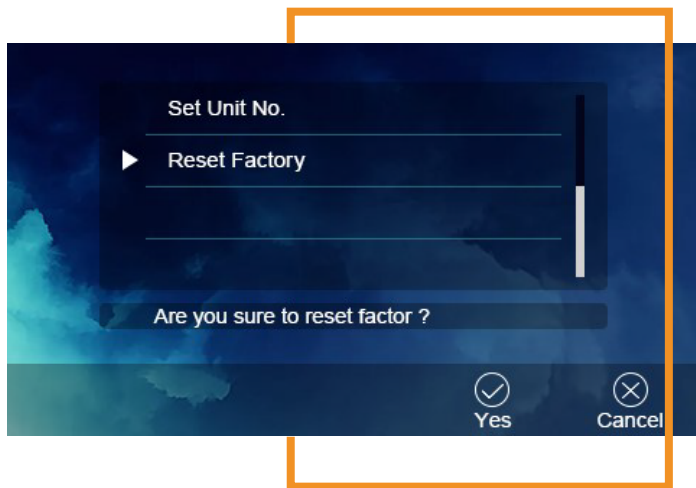 Set Unit No.
Reset Factory
Are you sure to reset factor ?
Yes
Cancel